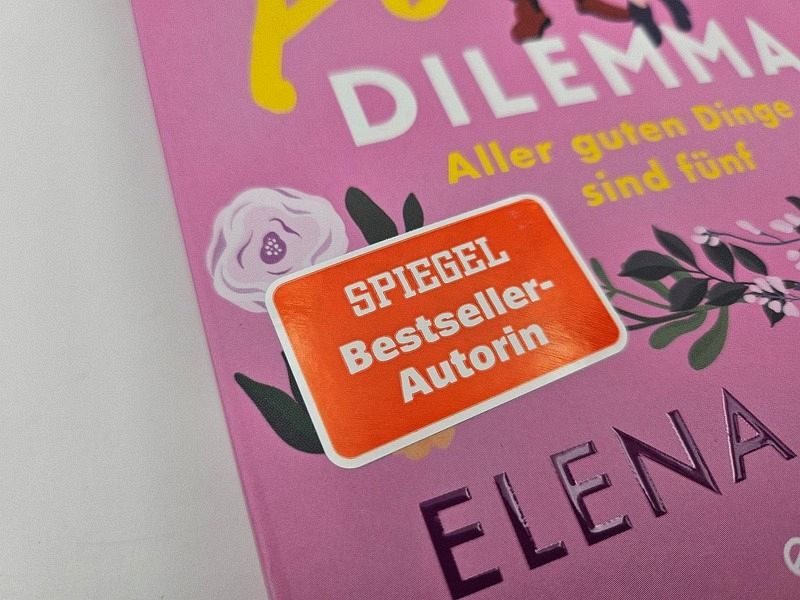 DILEMMA
Aller guten Dinge
sind fünf
SPIEGEL
Bestseller-
Autorin
ELENA